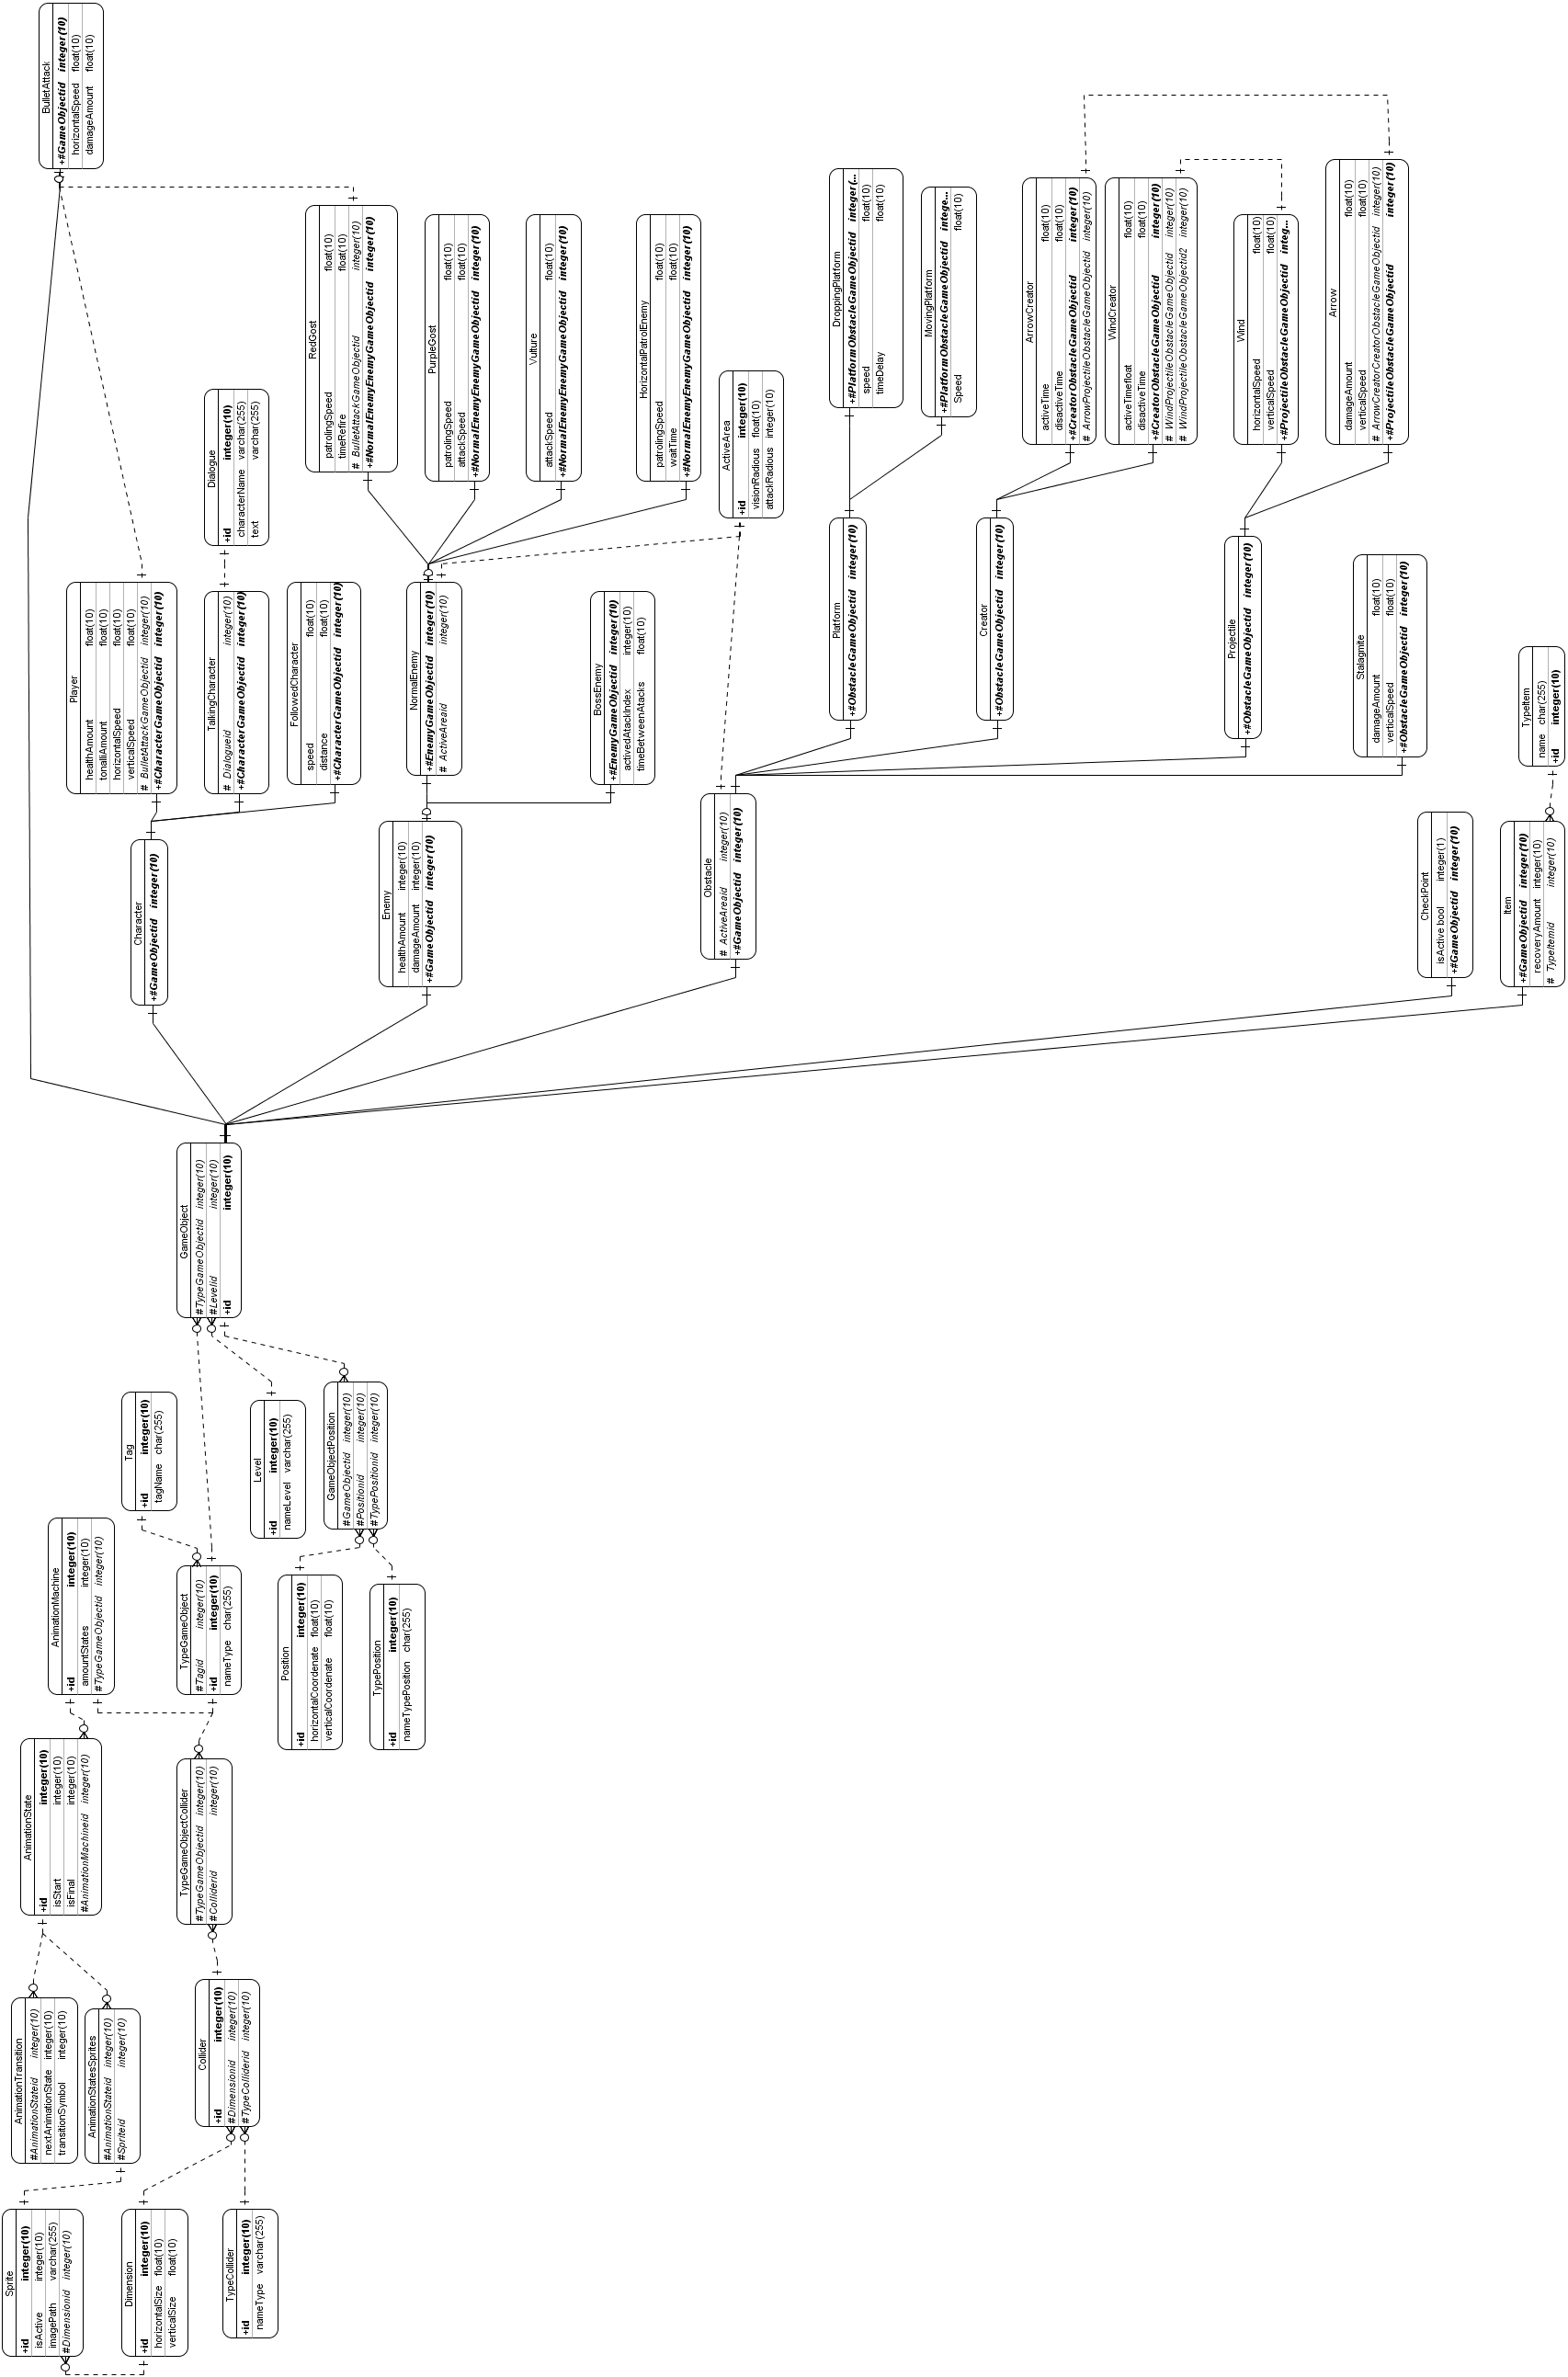 BulletAttack
+#GameObjectid integer(10)
horizontalSpeed float(10)
damageAmount float(10)
RedGost
patrolingSpeed float(10)
timeRefire float(10)
# BulletAttackGameObjectid integer(10)
+#NormalEnemyEnemyGameObjectid integer(10)
PurpleGost
patrolingSpeed float(10)
attackSpeed float(10)
+#NormalEnemyEnemyGameObjectid integer(10)
Vulture
attackSpeed float(10)
+#NormalEnemyEnemyGameObjectid integer(10)
HorizontalPatrolEnemy
patrolingSpeed float(10)
waitTime float(10)
+#NormalEnemyEnemyGameObjectid integer(10)
DroppingPlatform
+#PlatformObstacleGameObjectid integer(...
speed float(10)
timeDelay float(10)
MovingPlatform
+#PlatformObstacleGameObjectid intege...
Speed float(10)
ArrowCreator
activeTime float(10)
disactiveTime float(10)
+#CreatorObstacleGameObjectid integer(10)
# ArrowProjectileObstacleGameObjectid integer(10)
WindCreator
activeTimefloat float(10)
disactiveTime float(10)
+#CreatorObstacleGameObjectid integer(10)
# WindProjectileObstacleGameObjectid integer(10)
# WindProjectileObstacleGameObjectid2 integer(10)
Wind
horizontalSpeed float(10)
verticalSpeed float(10)
+#ProjectileObstacleGameObjectid integ...
Arrow
damageAmount float(10)
verticalSpeed float(10)
# ArrowCreatorCreatorObstacleGameObjectid integer(10)
+#ProjectileObstacleGameObjectid integer(10)
Dialogue
+id integer(10)
characterName varchar(255)
text varchar(255)
ActiveArea
+id integer(10)
visionRadious float(10)
attackRadious integer(10)
Player
healthAmount float(10)
tonalliAmount float(10)
horizontalSpeed float(10)
verticalSpeed float(10)
# BulletAttackGameObjectid integer(10)
+#CharacterGameObjectid integer(10)
TalkingCharacter
# Dialogueid integer(10)
+#CharacterGameObjectid integer(10)
FollowedCharacter
speed float(10)
distance float(10)
+#CharacterGameObjectid integer(10)
NormalEnemy
+#EnemyGameObjectid integer(10)
# ActiveAreaid integer(10)
BossEnemy
+#EnemyGameObjectid integer(10)
activedAtackIndex integer(10)
timeBetweenAtacks float(10)
Platform
+#ObstacleGameObjectid integer(10)
Creator
+#ObstacleGameObjectid integer(10)
Projectile
+#ObstacleGameObjectid integer(10)
Stalagmite
damageAmount float(10)
verticalSpeed float(10)
+#ObstacleGameObjectid integer(10)
TypeItem
name char(255)
+id integer(10)
Character
+#GameObjectid integer(10)
Enemy
healthAmount integer(10)
damageAmount integer(10)
+#GameObjectid integer(10)
Obstacle
# ActiveAreaid integer(10)
+#GameObjectid integer(10)
CheckPoint
isActive bool integer(1)
+#GameObjectid integer(10)
Item
+#GameObjectid integer(10)
recoveryAmount integer(10)
# TypeItemid integer(10)
GameObject
#TypeGameObjectid integer(10)
#Levelid integer(10)
+id integer(10)
Tag
+id integer(10)
tagName char(255)
Level
+id integer(10)
nameLevel varchar(255)
GameObjectPosition
#GameObjectid integer(10)
#Positionid integer(10)
#TypePositionid integer(10)
AnimationMachine
+id integer(10)
amountStates integer(10)
#TypeGameObjectid integer(10)
TypeGameObject
#Tagid integer(10)
+id integer(10)
nameType char(255)
Position
+id integer(10)
horizontalCoordenate float(10)
verticalCoordenate float(10)
TypePosition
+id integer(10)
nameTypePosition char(255)
AnimationState
+id integer(10)
isStart integer(10)
isFinal integer(10)
#AnimationMachineid integer(10)
TypeGameObjectCollider
#TypeGameObjectid integer(10)
#Colliderid integer(10)
AnimationTransition
#AnimationStateid integer(10)
nextAnimationState integer(10)
transitionSymbol integer(10)
AnimationStatesSprites
#AnimationStateid integer(10)
#Spriteid integer(10)
Collider
+id integer(10)
#Dimensionid integer(10)
#TypeColliderid integer(10)
Sprite
+id integer(10)
isActive integer(10)
imagePath varchar(255)
#Dimensionid integer(10)
Dimension
+id integer(10)
horizontalSize float(10)
verticalSize float(10)
TypeCollider
+id integer(10)
nameType varchar(255)